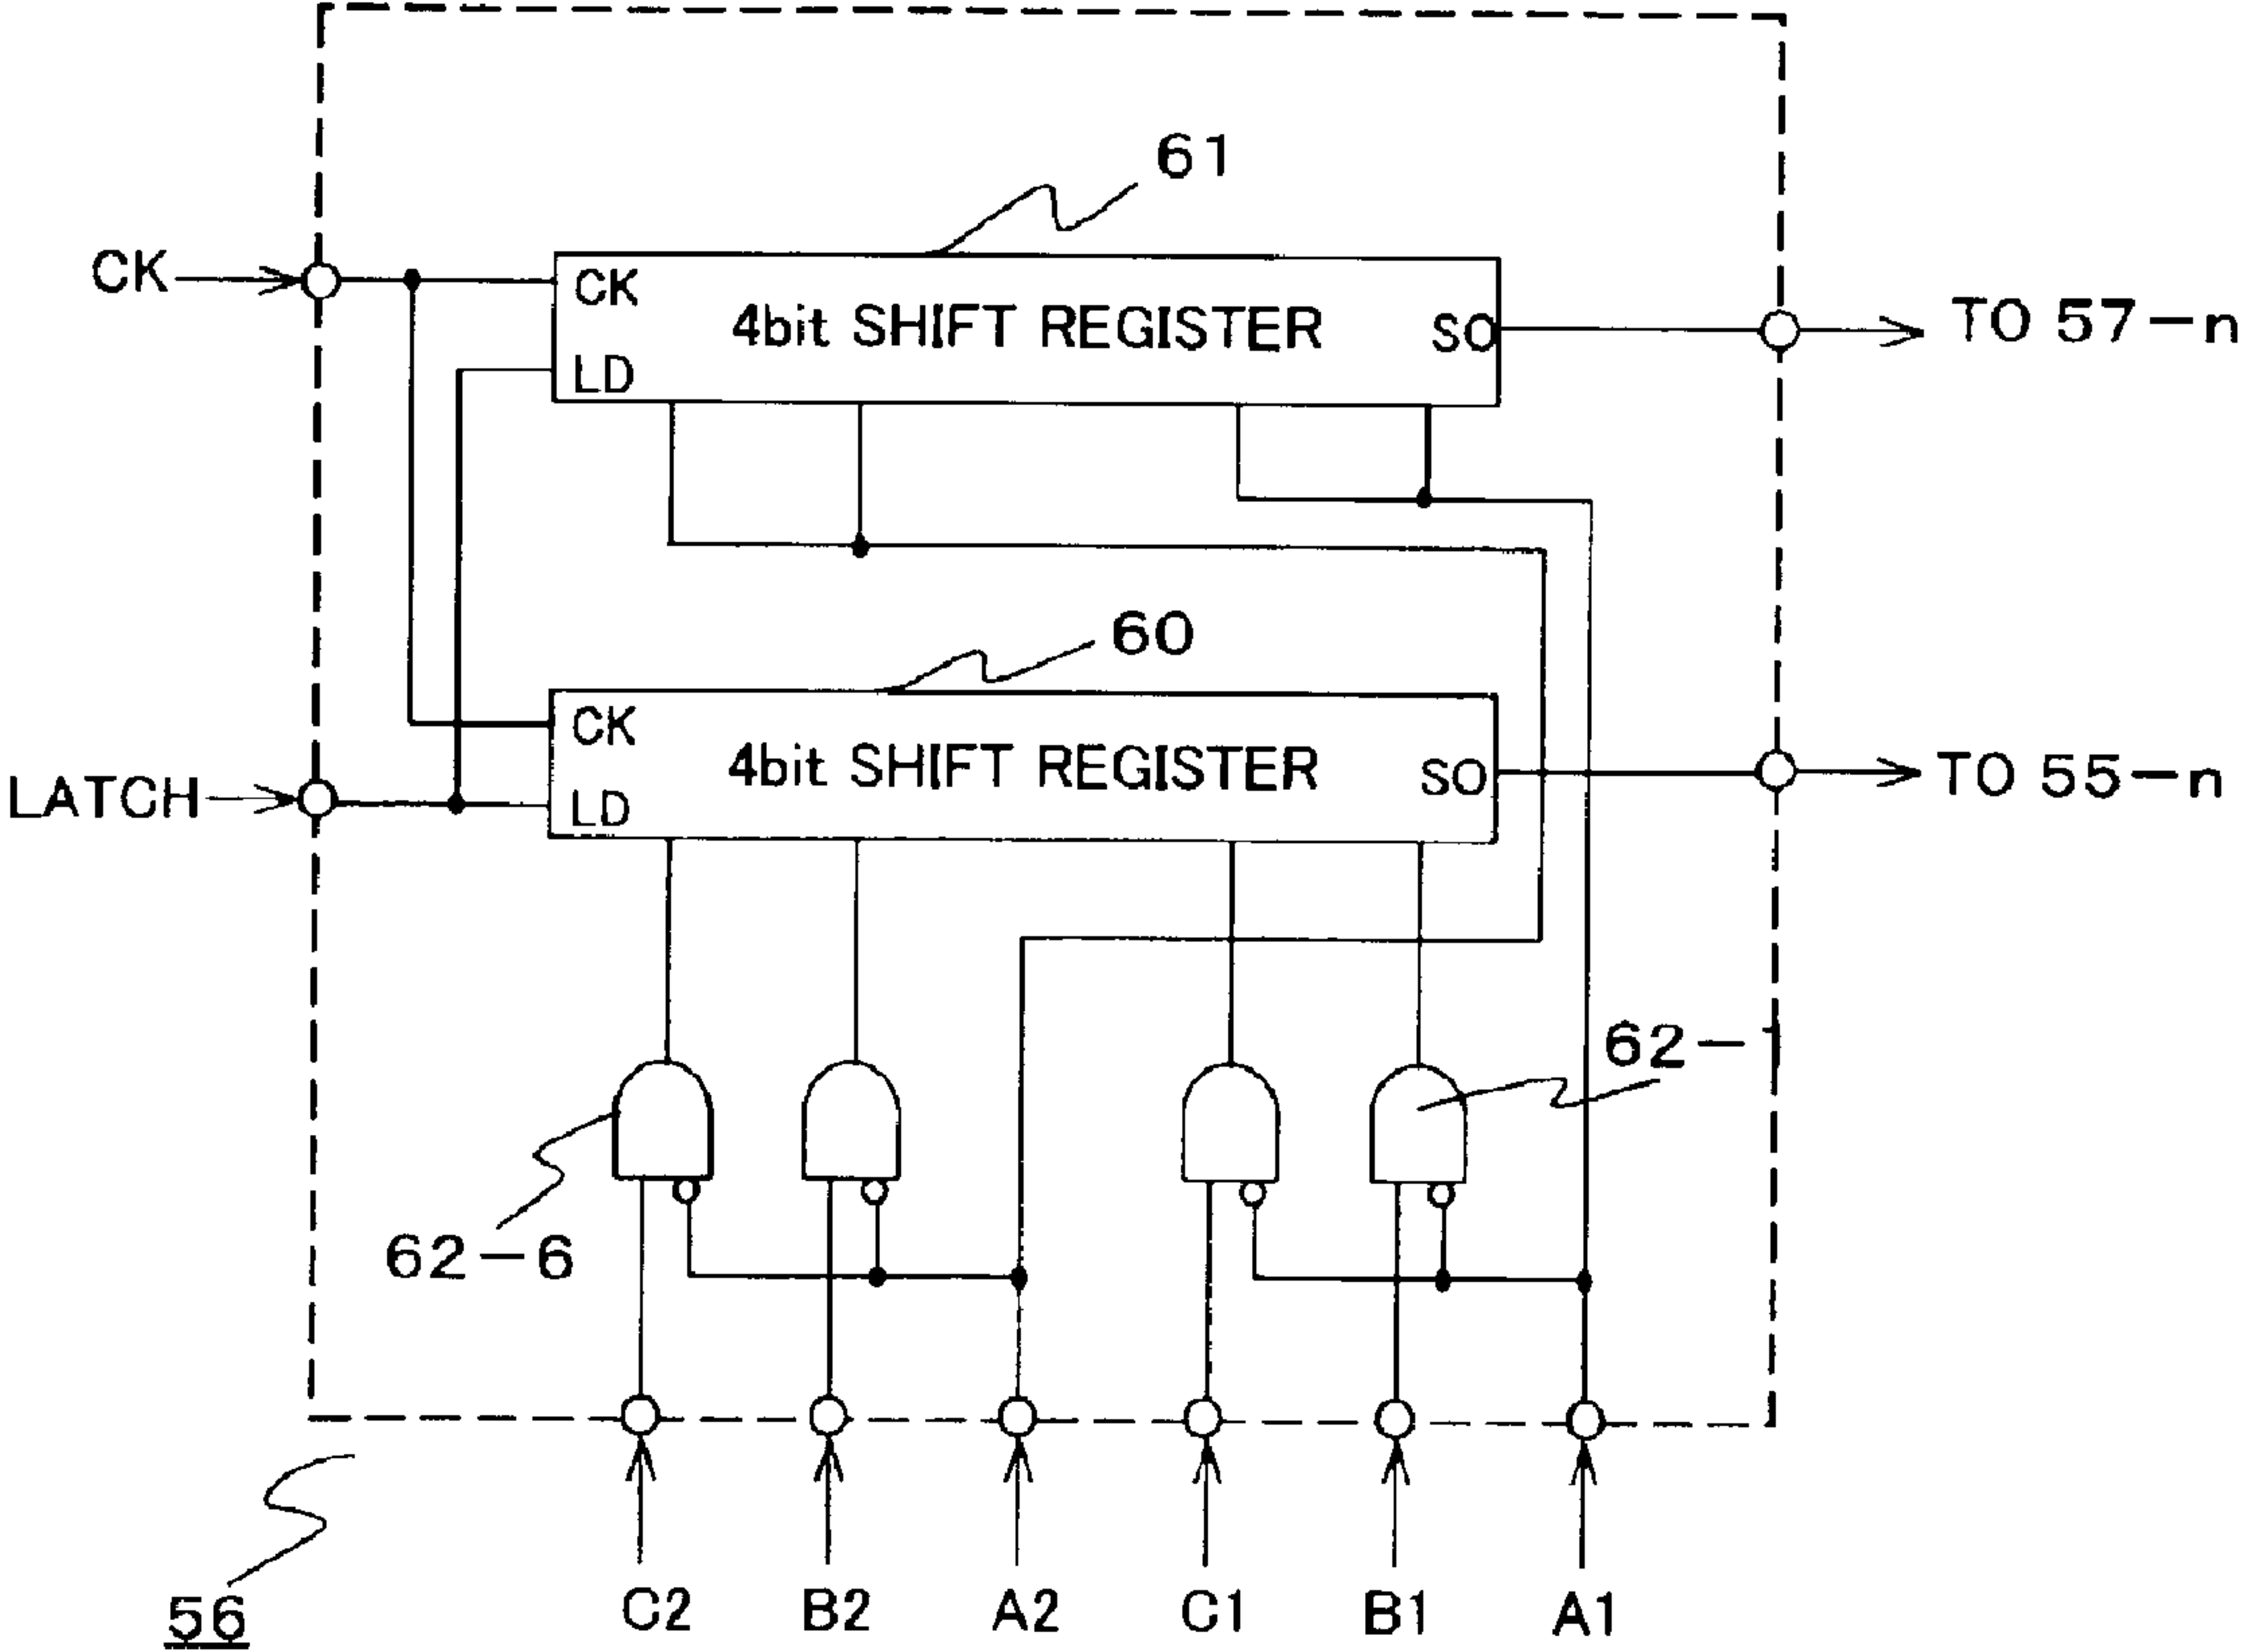 61
CK
CK
4bit SHIFT REGISTER
SO
TO 57-n
LD
60
CK
4bit SHIFT REGISTER
SO
TO 55-n
LATCH
LD
62-1
62-6
56
C2
B2
A2
C1
B1
A1